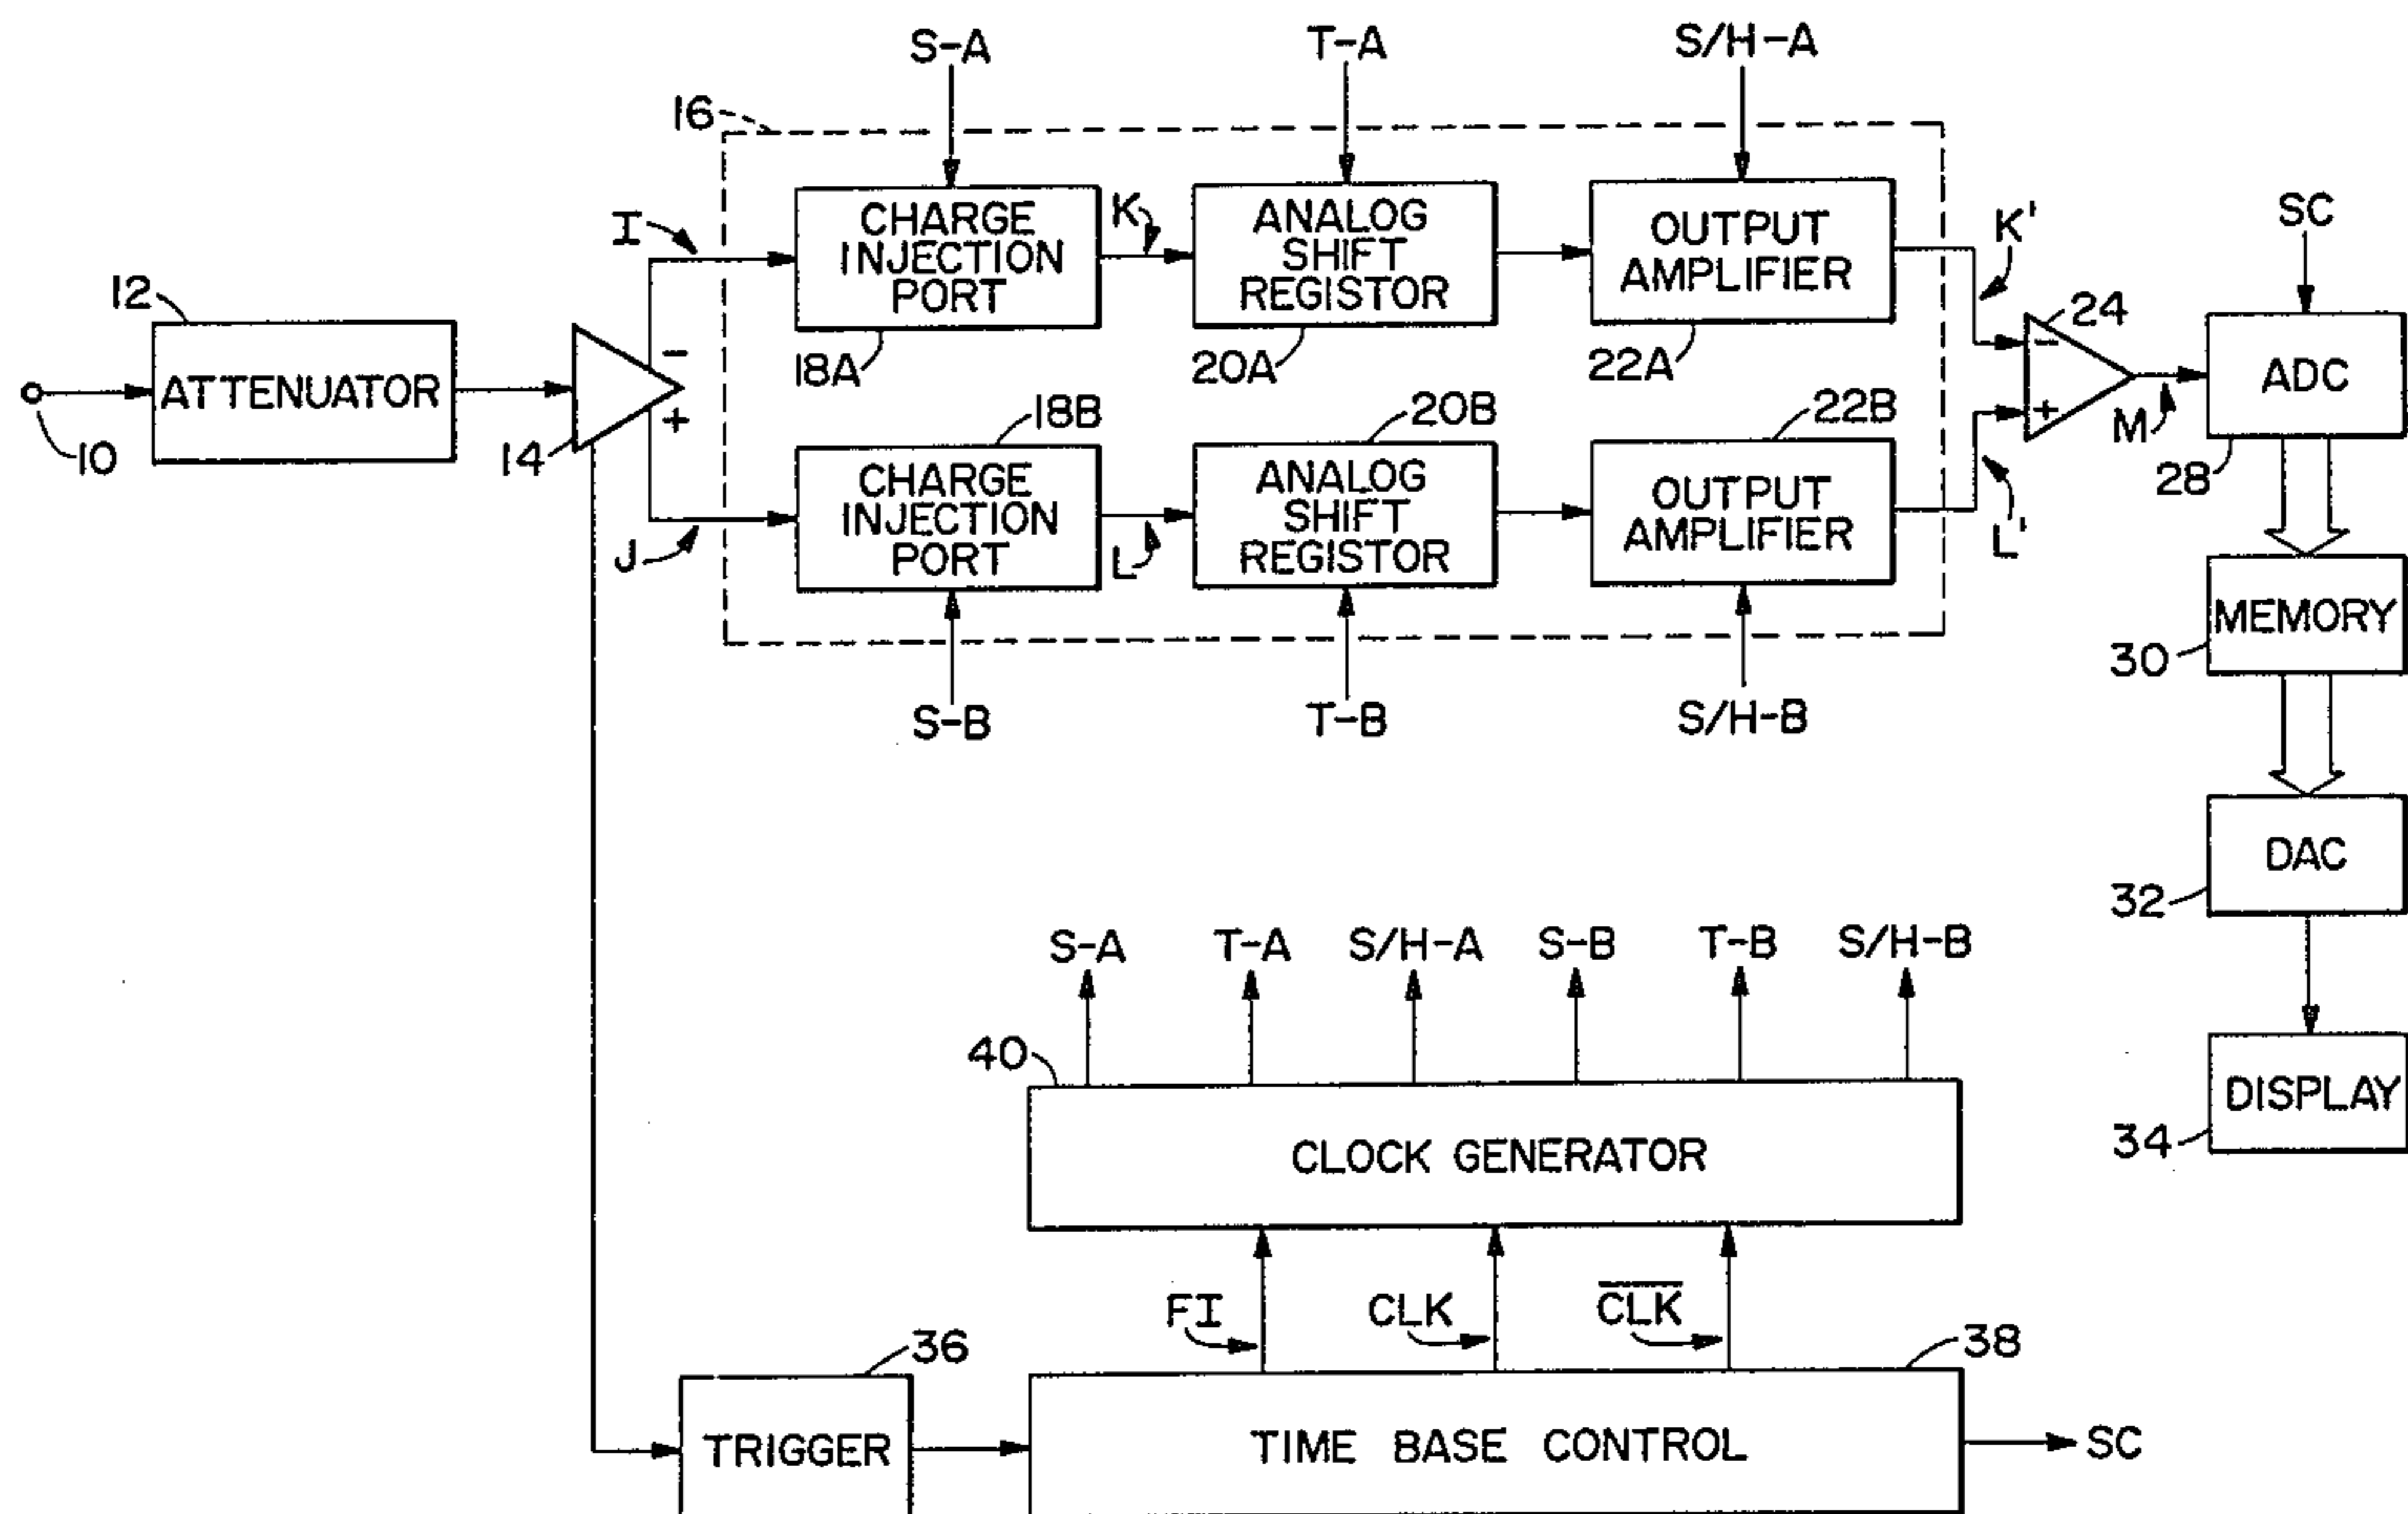 S-A T-A S/H-A
16
I K K' SC
CHARGE
INJECTION
PORT
ANALOG
SHIFT
REGISTOR
OUTPUT
AMPLIFIER
12 24
18A 20A 22A
-
-
10
ATTENUATOR
14
+
18B 20B 22B
+
M
ADC
28
J L L'
CHARGE
INJECTION
PORT
ANALOG
SHIFT
REGISTOR
OUTPUT
AMPLIFIER
MEMORY
30
S-B T-B S/H-B
DAC
32
S-A T-A S/H-A S-B T-B S/H-B
40
CLOCK GENERATOR
DISPLAY
34
FI CLK C̅L̅K̅
36 38
TRIGGER
TIME BASE CONTROL
SC